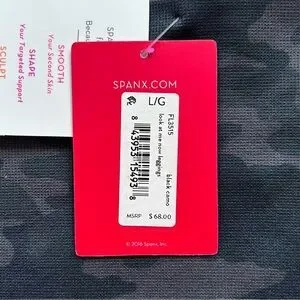 SPANX.COM
L/G
FL3515
look at me now leggings
black camo
8 43953 15493 8
MSRP $68.00
© 2016 Spanx, Inc.
SMOOTH
Your Second Skin
SHAPE
Your Targeted Support
SCULPT